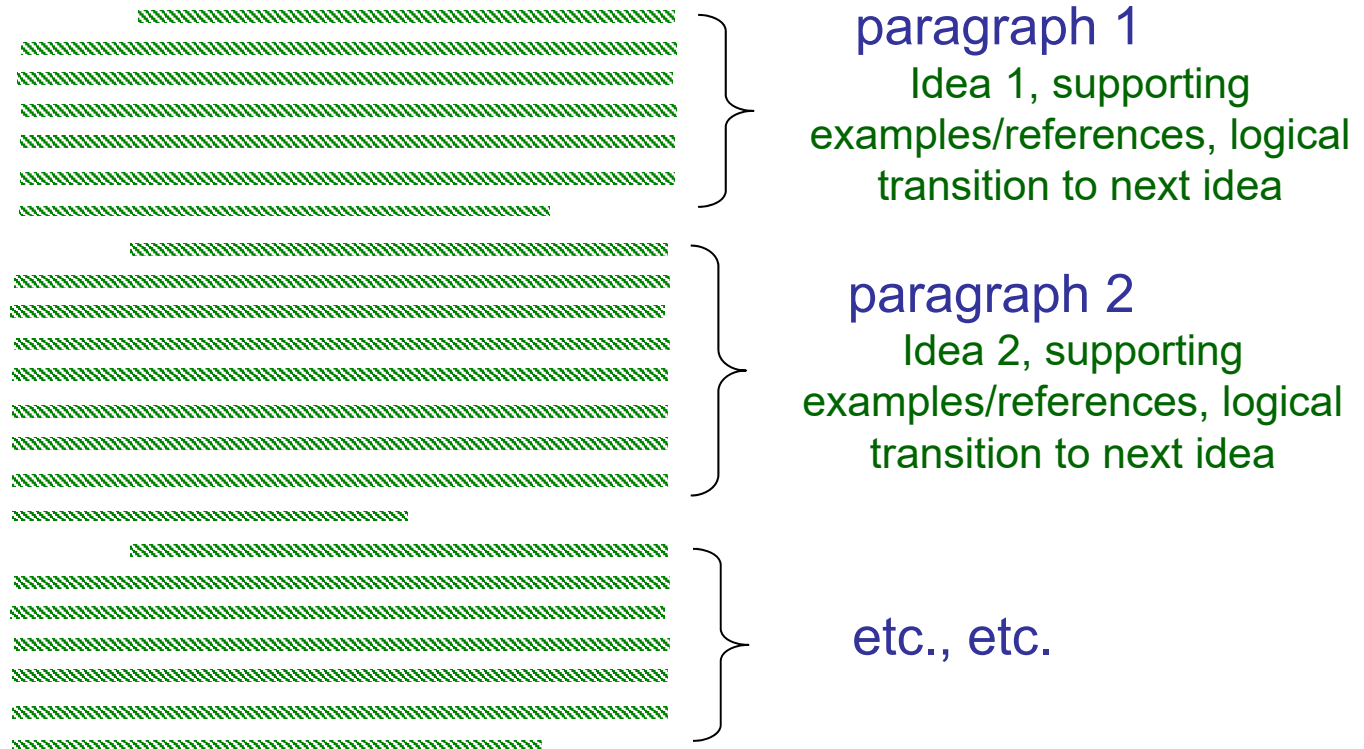 paragraph 1
Idea 1, supporting
examples/references, logical
transition to next idea
paragraph 2
Idea 2, supporting
examples/references, logical
transition to next idea
etc., etc.